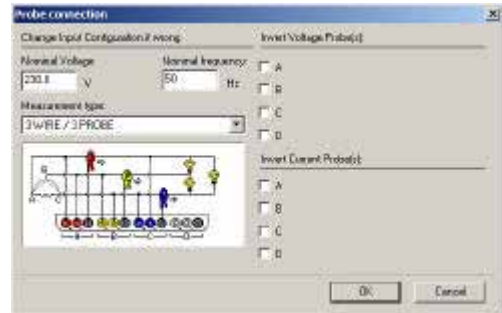 Probe connection
Change Input Configuration if wrong
Nominal Voltage
Nominal frequency
230.0 V
50 Hz
Measurement type:
3 WIRE / 3 PROBE
B
A C
A B C D
Invert Voltage Probe(s):
A
B
C
D
Invert Current Probe(s):
A
B
C
D
OK
Cancel